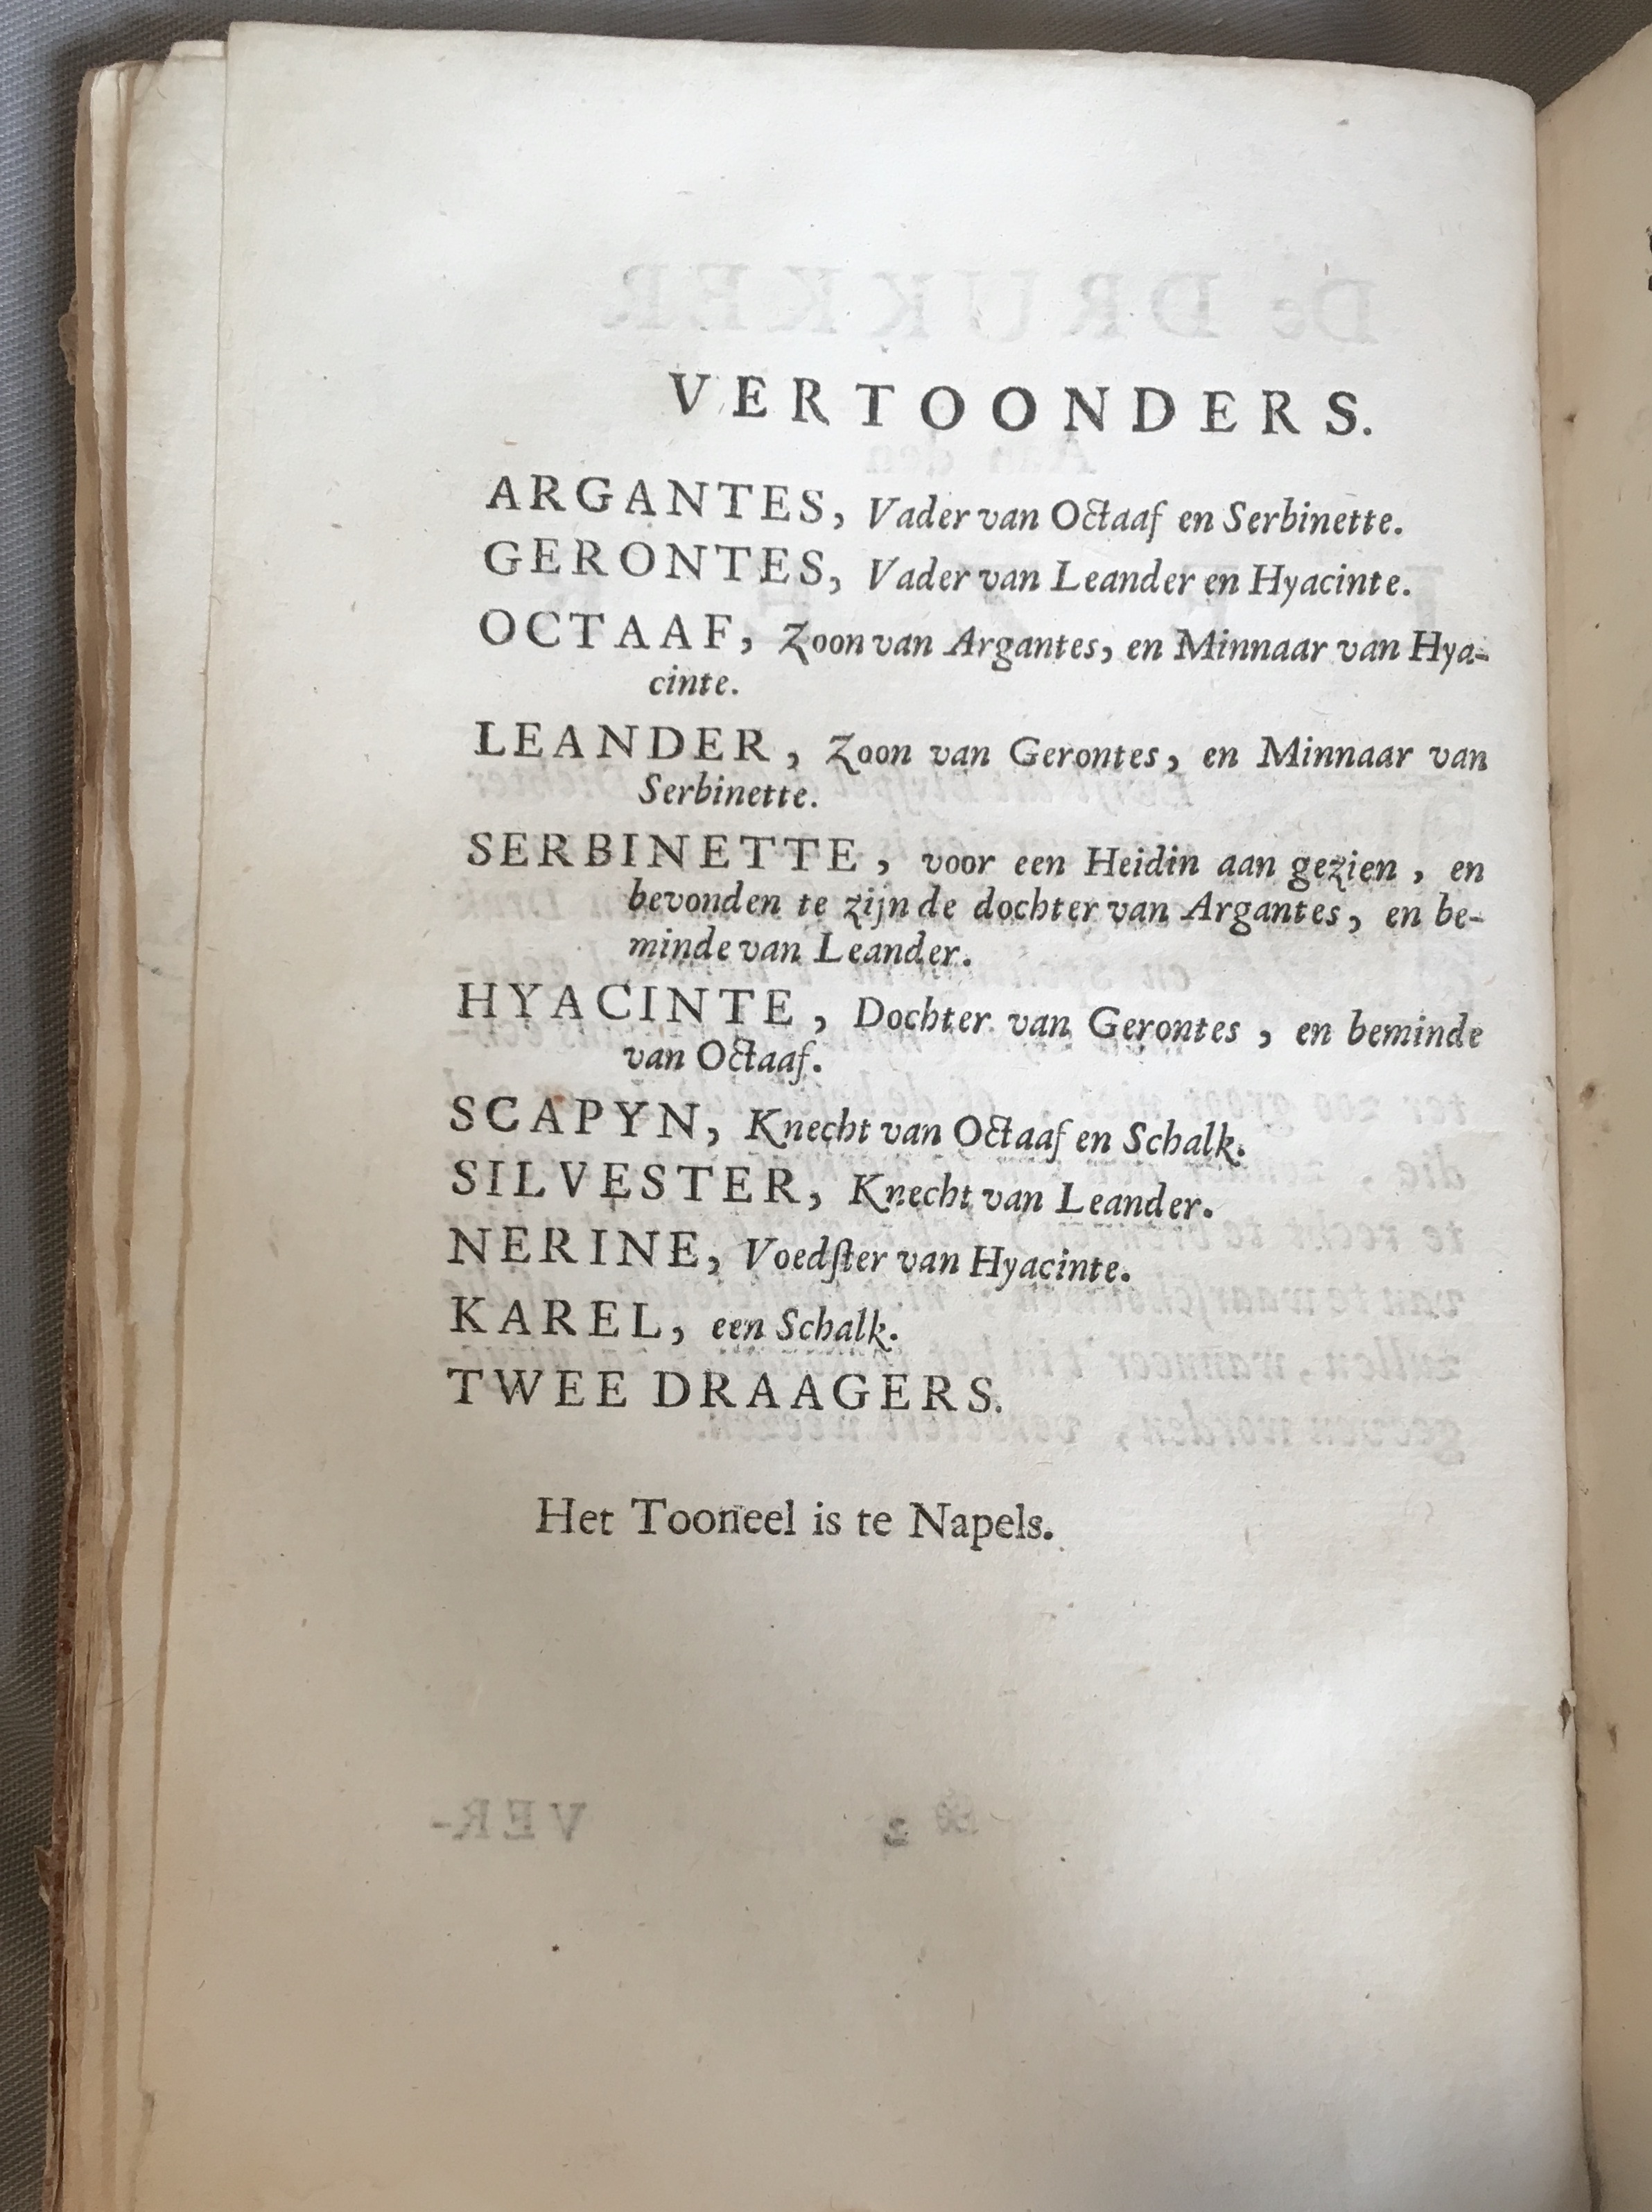 VERTOONDERS.
ARGANTES, Vader van Octaaf en Serbinette.
GERONTES, Vader van Leander en Hyacinte.
OCTAAF, Zoon van Argantes, en Minnaar van Hya-
cinte.
LEANDER, Zoon van Gerontes, en Minnaar van
Serbinette.
SERBINETTE, voor een Heidin aan gezien, en
bevonden te zijn de dochter van Argantes, en be-
minde van Leander.
HYACINTE, Dochter van Gerontes, en beminde
van Octaaf.
SCAPYN, Knecht van Octaaf en Schalk.
SILVESTER, Knecht van Leander.
NERINE, Voedſter van Hyacinte.
KAREL, een Schalk.
TWEE DRAAGERS.
Het Tooneel is te Napels.